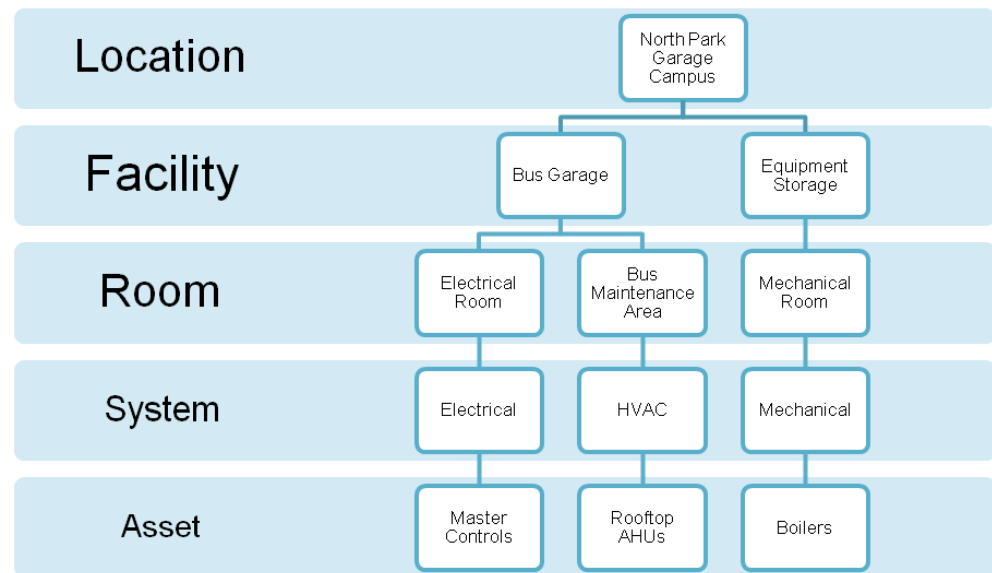 Location
North Park
Garage
Campus
Facility
Bus Garage
Equipment
Storage
Room
Electrical
Room
Bus
Maintenance
Area
Mechanical
Room
System
Electrical
HVAC
Mechanical
Asset
Master
Controls
Rooftop
AHUs
Boilers